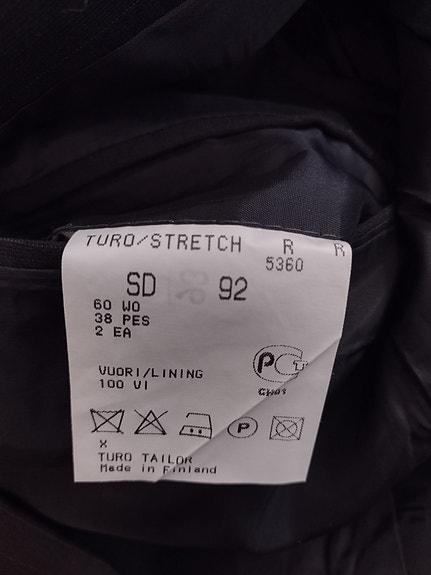 TURO/STRETCH R R
5360
SD 92
60 WO
38 PES
2 EA
VUORI/LINING
100 VI
P
X
TURO TAILOR
Made in Finland